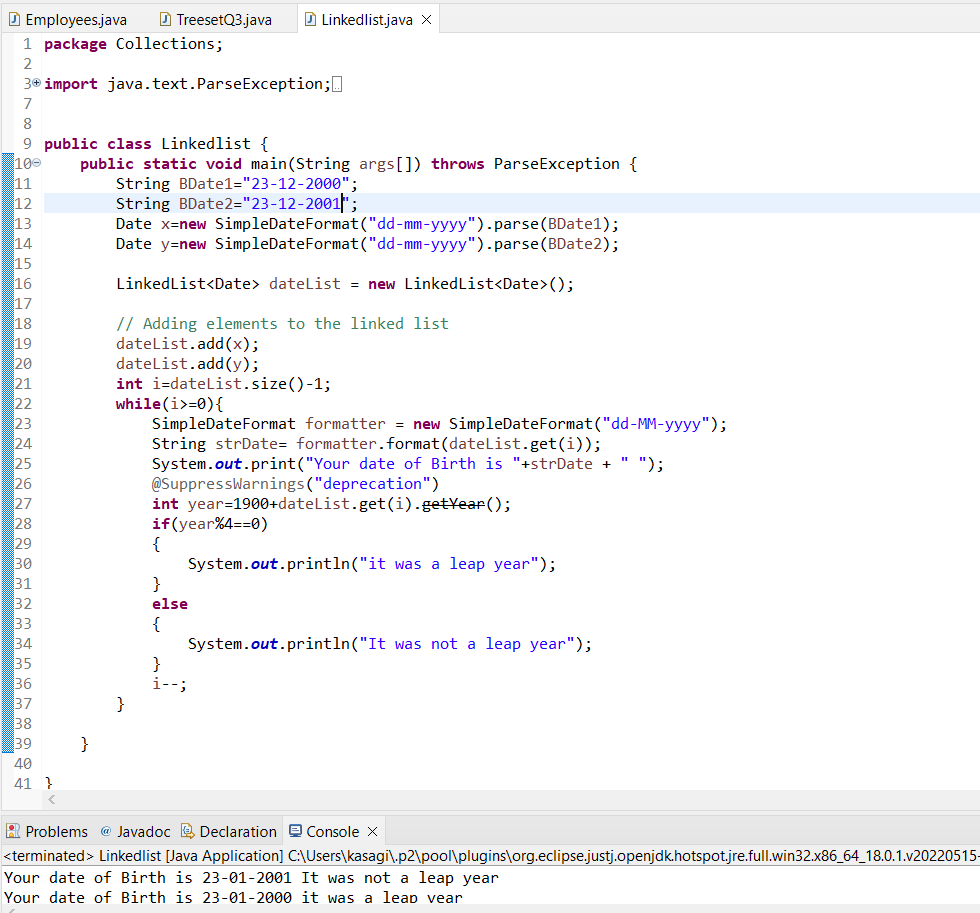 Employees.java TreesetQ3.java Linkedlist.java
1 package Collections;
2
3 import java.text.ParseException;
7
8
9 public class Linkedlist {
10 public static void main(String args[]) throws ParseException {
11 String BDate1="23-12-2000";
12 String BDate2="23-12-2001";
13 Date x=new SimpleDateFormat("dd-mm-yyyy").parse(BDate1);
14 Date y=new SimpleDateFormat("dd-mm-yyyy").parse(BDate2);
15
16 LinkedList<Date> dateList = new LinkedList<Date>();
17
18 // Adding elements to the linked list
19 dateList.add(x);
20 dateList.add(y);
21 int i=dateList.size()-1;
22 while(i>=0){
23 SimpleDateFormat formatter = new SimpleDateFormat("dd-MM-yyyy");
24 String strDate= formatter.format(dateList.get(i));
25 System.out.print("Your date of Birth is "+strDate + " ");
26 @SuppressWarnings("deprecation")
27 int year=1900+dateList.get(i).getYear();
28 if(year%4==0)
29 {
30 System.out.println("it was a leap year");
31 }
32 else
33 {
34 System.out.println("It was not a leap year");
35 }
36 i--;
37 }
38
39 }
40
41 }
Problems @ Javadoc Declaration Console
<terminated> Linkedlist [Java Application] C:\Users\kasagi\.p2\pool\plugins\org.eclipse.justj.openjdk.hotspot.jre.full.win32.x86_64_18.0.1.v20220515-
Your date of Birth is 23-01-2001 It was not a leap year
Your date of Birth is 23-01-2000 it was a leap year